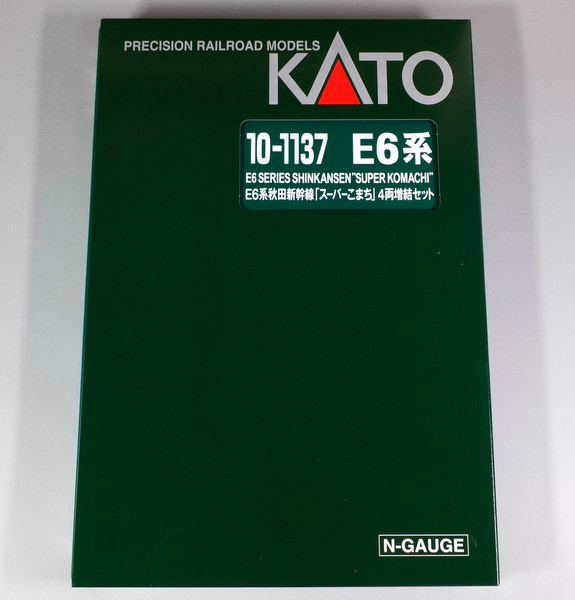 PRECISION RAILROAD MODELS
KATO
10-1137 E6系
E6 SERIES SHINKANSEN "SUPER KOMACHI"
E6系秋田新幹線「スーパーこまち」4両増結セット
N-GAUGE